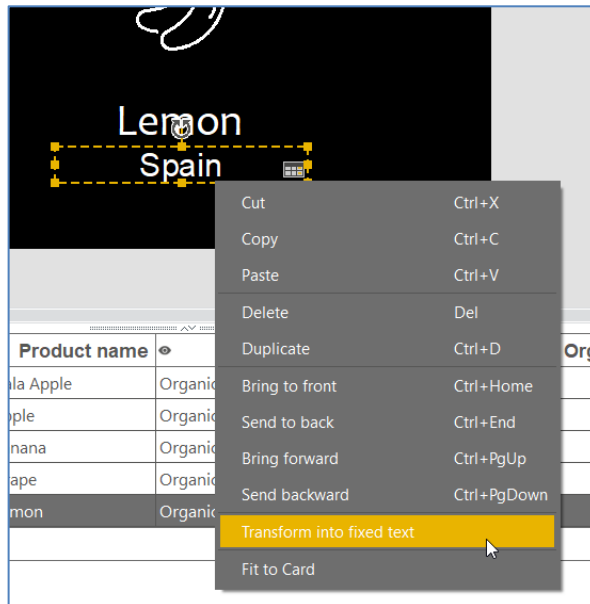 Lemon
Spain
Cut Ctrl+X
Copy Ctrl+C
Paste Ctrl+V
Delete Del
Duplicate Ctrl+D
Bring to front Ctrl+Home
Send to back Ctrl+End
Bring forward Ctrl+PgUp
Send backward Ctrl+PgDown
Transform into fixed text
Fit to Card
Product name Org
la Apple Organic
pple Organic
nana Organic
ape Organic
mon Organic